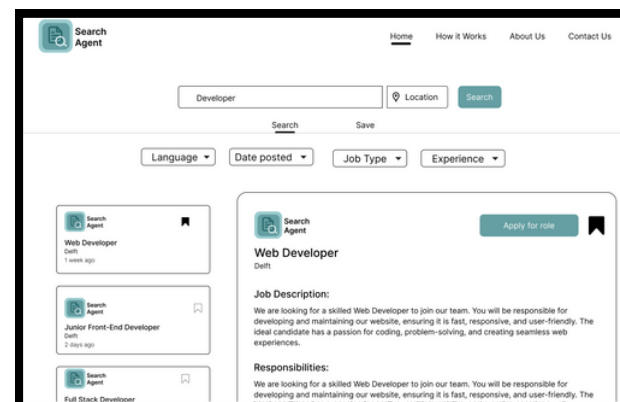 Search
Agent
Home How it Works About Us Contact Us
Developer
Location
Search
Search Save
Language Date posted Job Type Experience
Search
Agent
Web Developer
Delft
1 week ago
Search
Agent
Junior Front-End Developer
Delft
2 days ago
Search
Agent
Full Stack Developer
Search
Agent
Apply for role
Web Developer
Delft
Job Description:
We are looking for a skilled Web Developer to join our team. You will be responsible for
developing and maintaining our website, ensuring it is fast, responsive, and user-friendly. The
ideal candidate has a passion for coding, problem-solving, and creating seamless web
experiences.
Responsibilities:
We are looking for a skilled Web Developer to join our team. You will be responsible for
developing and maintaining our website, ensuring it is fast, responsive, and user-friendly. The